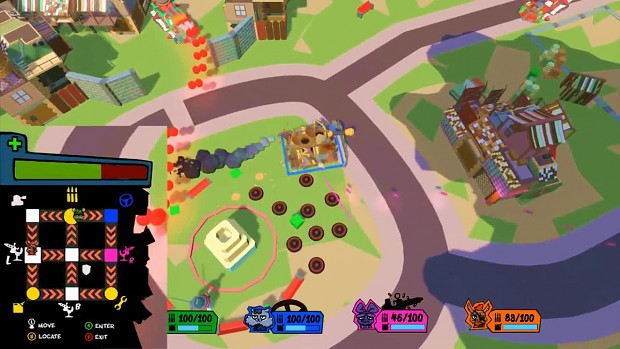 L
R
B
L MOVE
A ENTER
Y LOCATE
B EXIT
100/100
100/100
46/100
83/100